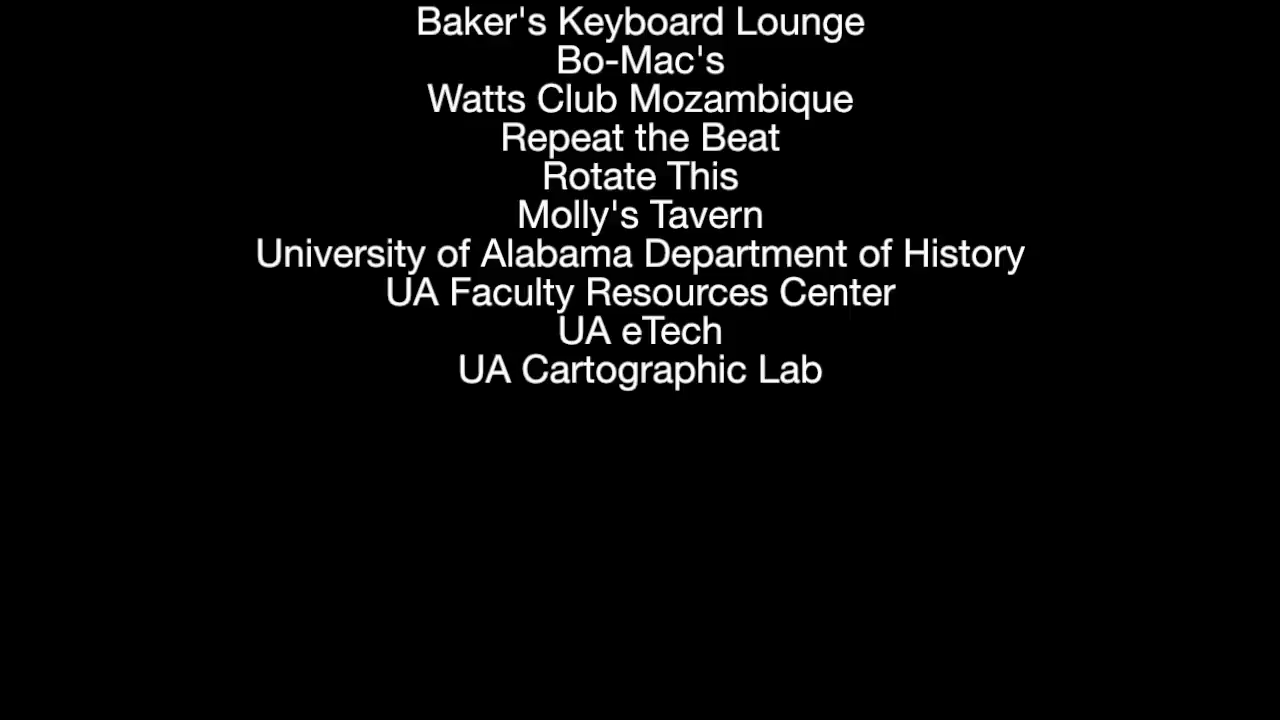 Baker's Keyboard Lounge
Bo-Mac's
Watts Club Mozambique
Repeat the Beat
Rotate This
Molly's Tavern
University of Alabama Department of History
UA Faculty Resources Center
UA eTech
UA Cartographic Lab